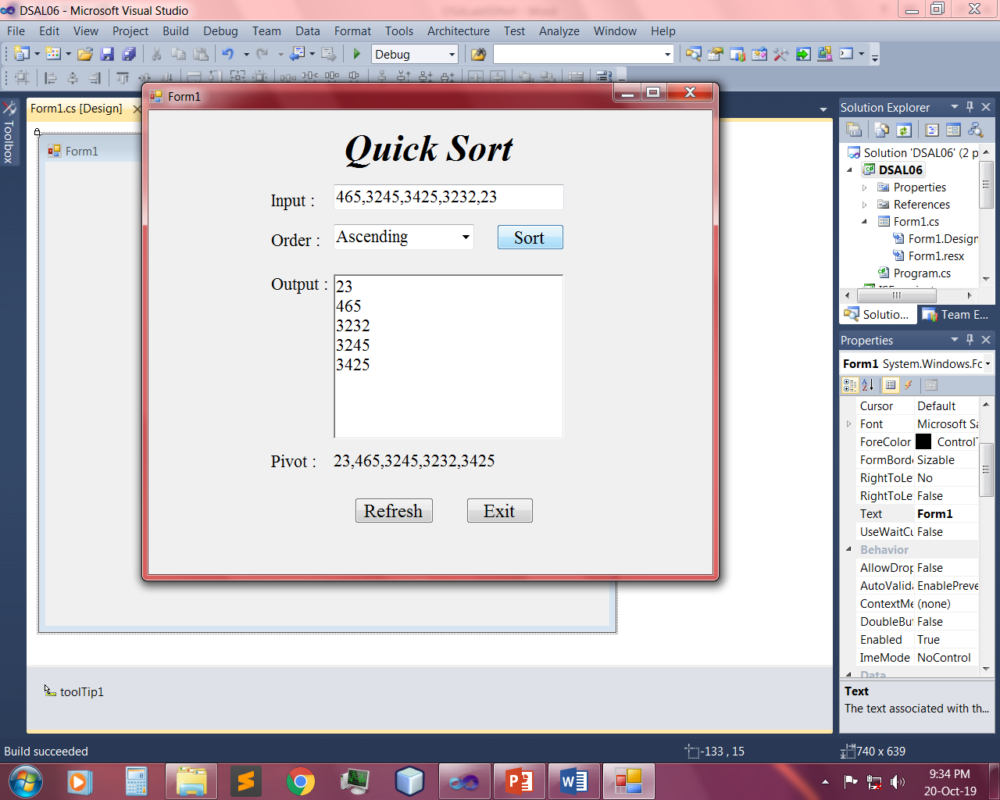 DSAL06 - Microsoft Visual Studio
File Edit View Project Build Debug Team Data Format Tools Architecture Test Analyze Window Help
Debug
Form1.cs [Design]
Toolbox
Form1
Form1
Quick Sort
Input : 465,3245,3425,3232,23
Order : Ascending Sort
Output :
23
465
3232
3245
3425
Pivot : 23,465,3245,3232,3425
Refresh Exit
toolTip1
Solution Explorer
Solution 'DSAL06' (2 p
DSAL06
Properties
References
Form1.cs
Form1.Design
Form1.resx
Program.cs
Solutio... Team E...
Properties
Form1 System.Windows.Fc
Cursor Default
Font Microsoft Sa
ForeColor ControlT
FormBorde Sizable
RightToLe No
RightToLe False
Text Form1
UseWaitCu False
Behavior
AllowDrop False
AutoValida EnablePreve
ContextMe (none)
DoubleBuf False
Enabled True
ImeMode NoControl
Data
Text
The text associated with th...
Build succeeded -133 , 15 740 x 639
9:34 PM
20-Oct-19